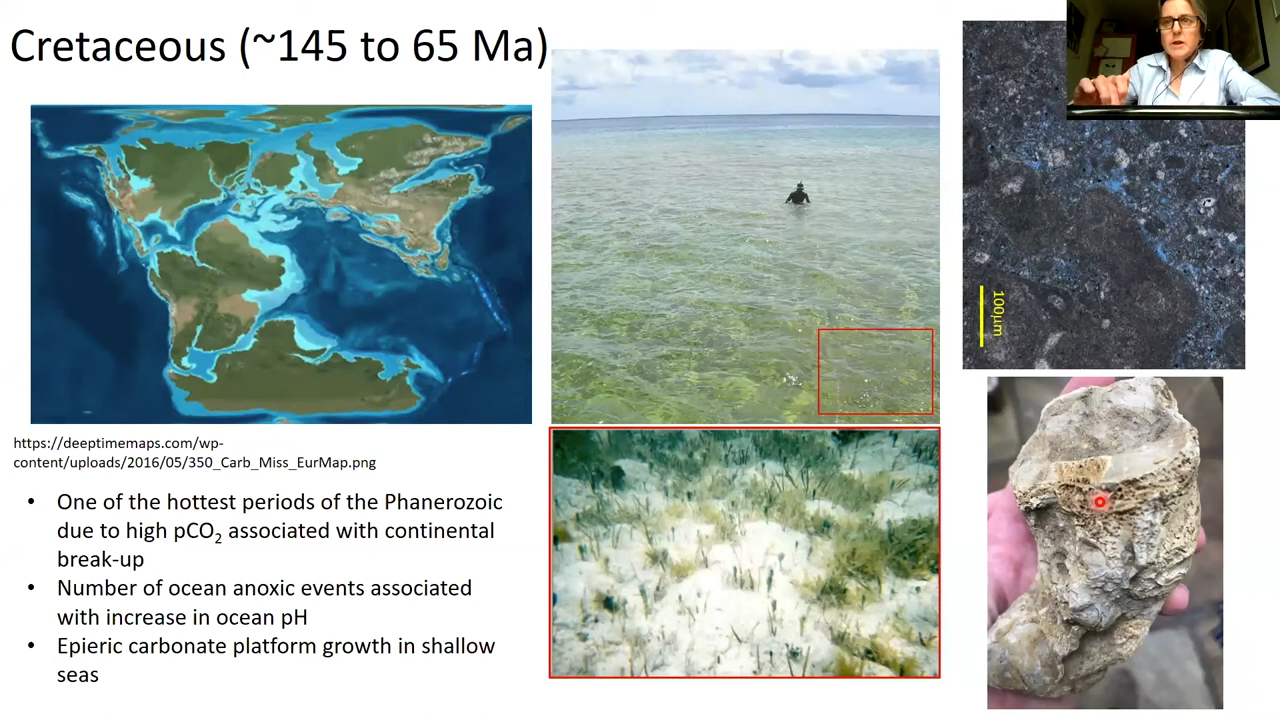 Cretaceous (~145 to 65 Ma)
https://deeptimemaps.com/wp-
content/uploads/2016/05/350_Carb_Miss_EurMap.png
• One of the hottest periods of the Phanerozoic
due to high pCO₂ associated with continental
break-up
• Number of ocean anoxic events associated
with increase in ocean pH
• Epieric carbonate platform growth in shallow
seas
100μm